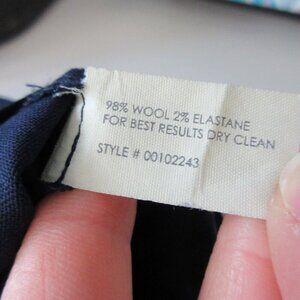 98% WOOL 2% ELASTANE
FOR BEST RESULTS DRY CLEAN
STYLE # 00102243